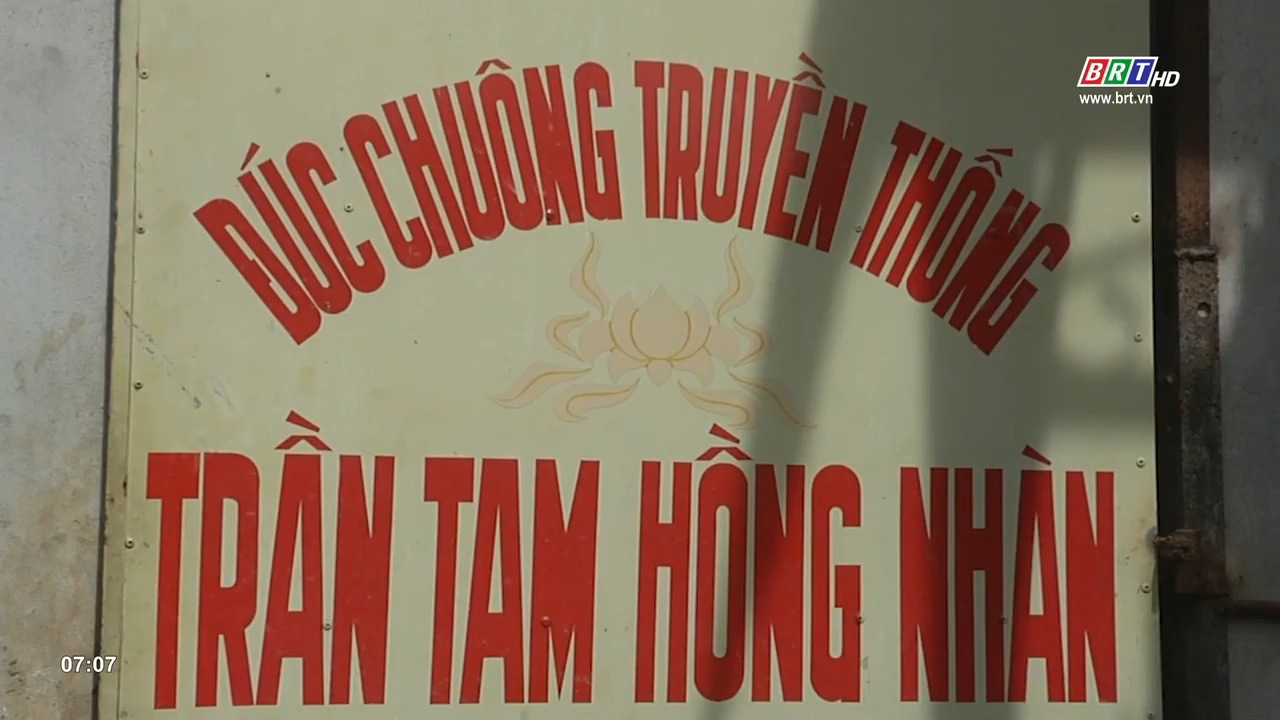 BRT HD
www.brt.vn
ĐÚC CHUÔNG TRUYỀN THỐNG
TRẦN TAM HỒNG NHÀN
07:07